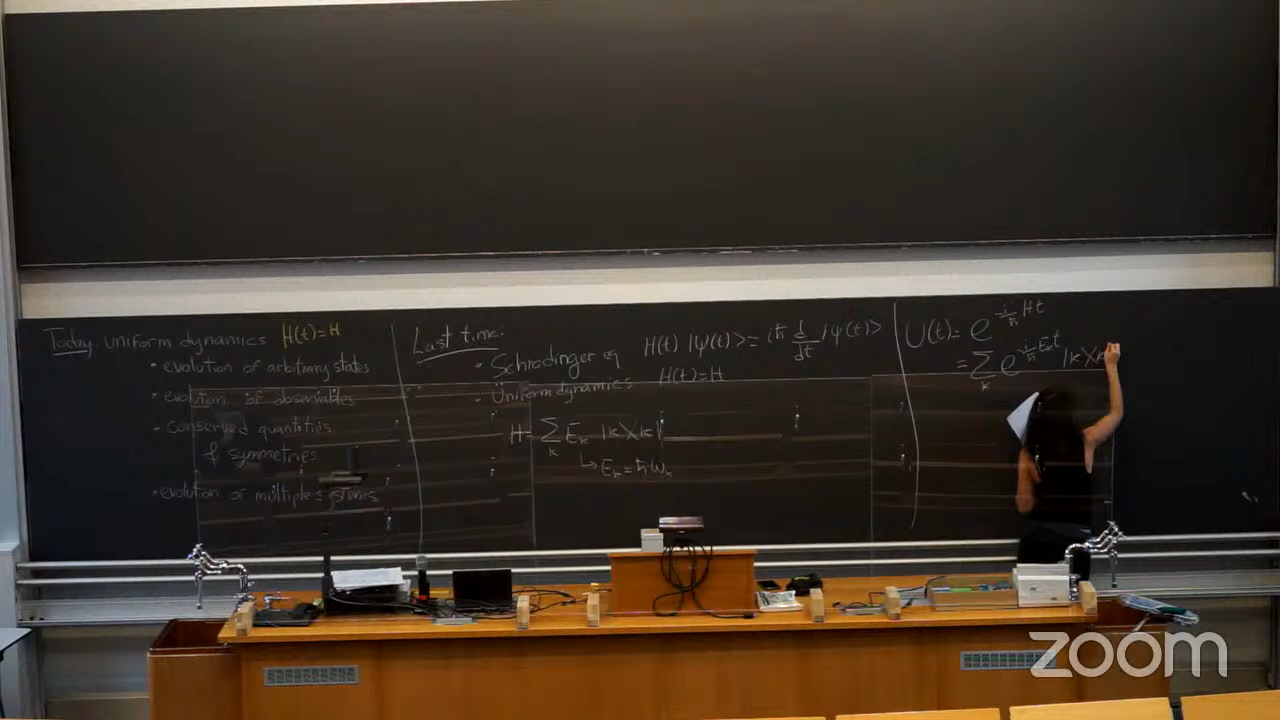 Today: Uniform dynamics H(t)=H
• evolution of arbitrary states
• evolution of observables
• conserved quantities
& symmetries
• evolution of multiple systems
Last time:
• Schrodinger eq H(t) |ψ(t)> = iħ d/dt |ψ(t)>
• Uniform dynamics H(t)=H
H = Σ_k E_k |k><k|
↳ E_k = ħω_k
U(t) = e^{-i/ħ Ht}
= Σ_k e^{-i/ħ E_k t} |k><k
zoom